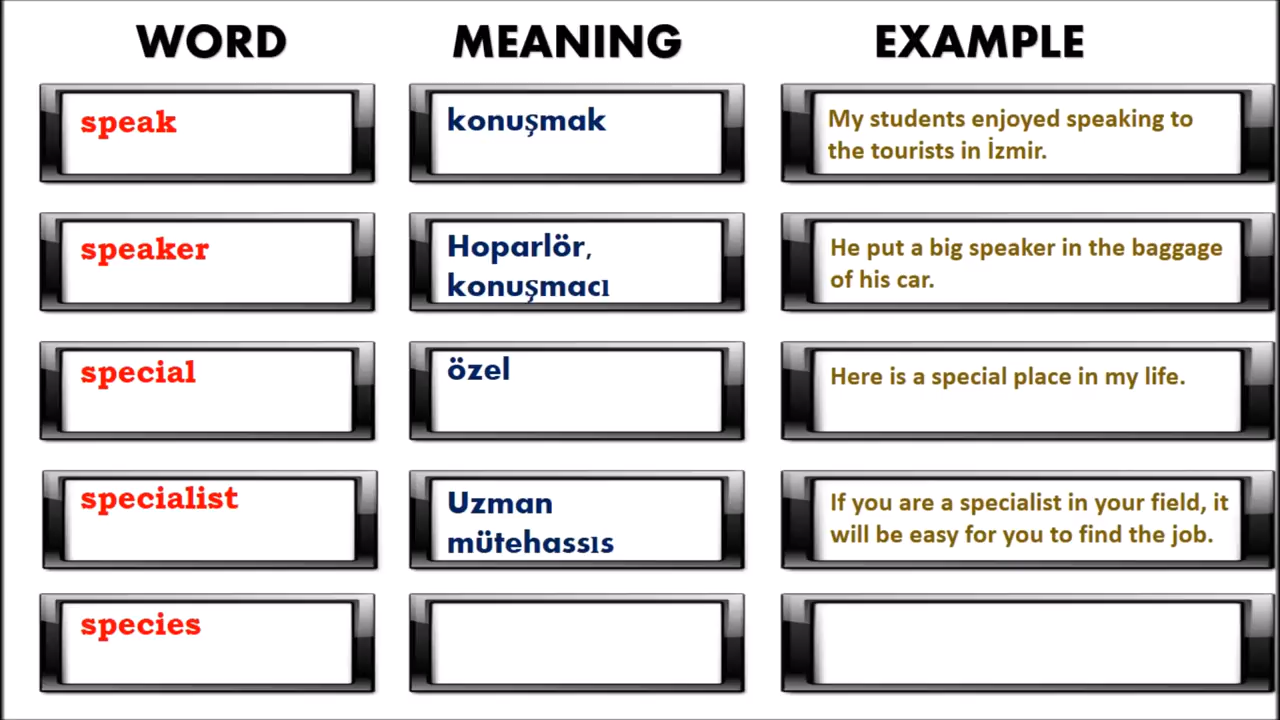 WORD MEANING EXAMPLE
speak
konuşmak
My students enjoyed speaking to
the tourists in İzmir.
speaker
Hoparlör,
konuşmacı
He put a big speaker in the baggage
of his car.
special
özel
Here is a special place in my life.
specialist
Uzman
mütehassıs
If you are a specialist in your field, it
will be easy for you to find the job.
species